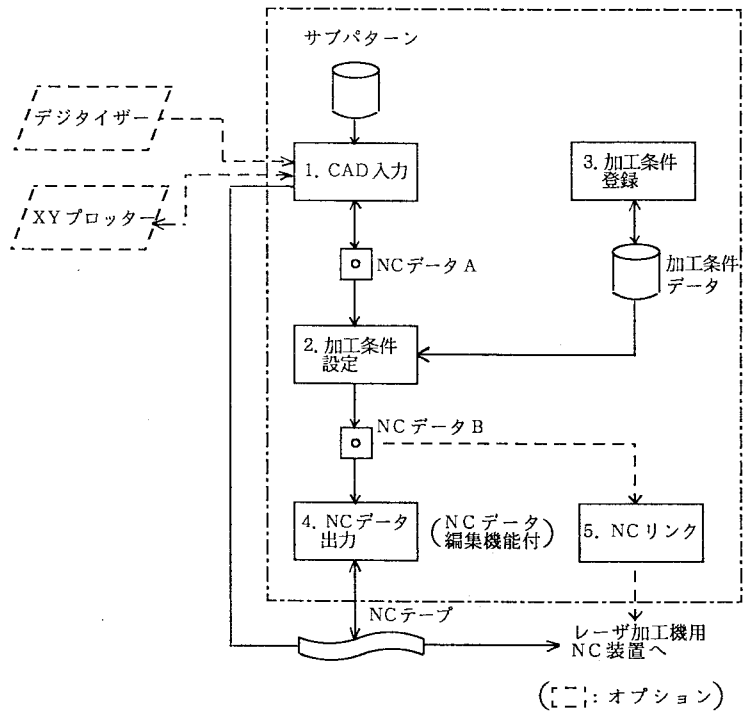 サブパターン
デジタイザー
1. CAD入力
3. 加工条件
登録
XYプロッター
NCデータA
加工条件
データ
2. 加工条件
設定
NCデータB
4. NCデータ
出力
(NCデータ
編集機能付)
5. NCリンク
NCテープ
レーザ加工機用
NC装置へ
( : オプション)